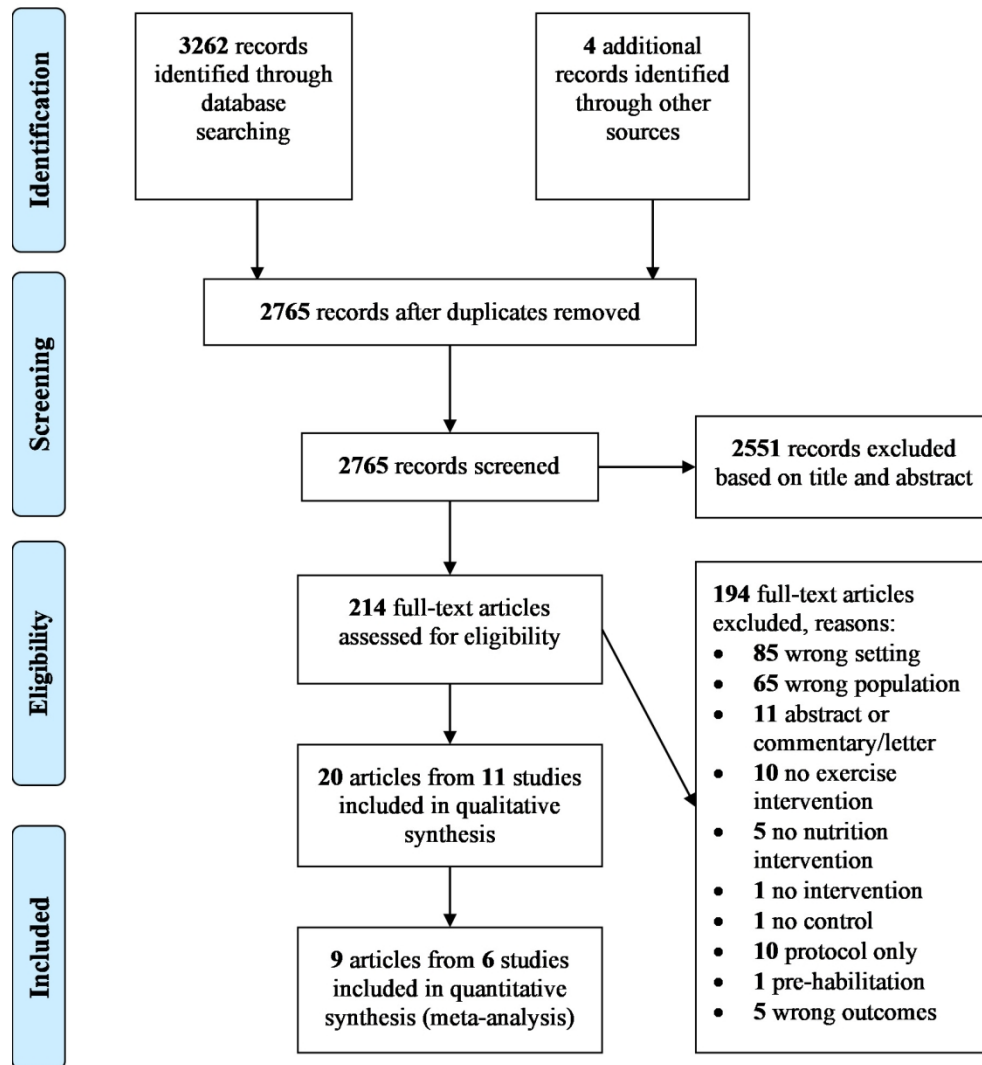 Identification
3262 records
identified through
database
searching
4 additional
records identified
through other
sources
Screening
2765 records after duplicates removed
2765 records screened
2551 records excluded
based on title and abstract
Eligibility
214 full-text articles
assessed for eligibility
194 full-text articles
excluded, reasons:
• 85 wrong setting
• 65 wrong population
• 11 abstract or
commentary/letter
• 10 no exercise
intervention
• 5 no nutrition
intervention
• 1 no intervention
• 1 no control
• 10 protocol only
• 1 pre-habilitation
• 5 wrong outcomes
20 articles from 11 studies
included in qualitative
synthesis
Included
9 articles from 6 studies
included in quantitative
synthesis (meta-analysis)